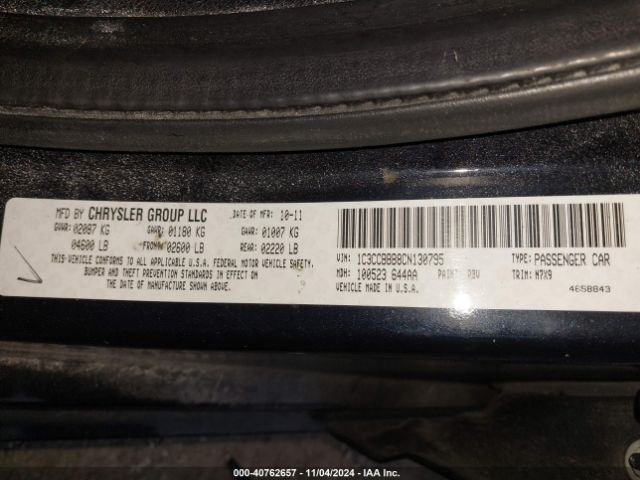 MFD BY CHRYSLER GROUP LLC DATE OF MFR: 10-11
GVWR: 02087 KG GAWR: 01180 KG GAWR: 01007 KG
04600 LB FRONT: 02600 LB REAR: 02220 LB
THIS VEHICLE CONFORMS TO ALL APPLICABLE U.S.A. FEDERAL MOTOR VEHICLE SAFETY,
BUMPER AND THEFT PREVENTION STANDARDS IN EFFECT ON
THE DATE OF MANUFACTURE SHOWN ABOVE.
VIN: 1C3CCBBB8CN130795 TYPE: PASSENGER CAR
MDH: 100523 644AA PAINT: TRIM: N7X9
VEHICLE MADE IN U.S.A. 4658843
000-40762657 - 11/04/2024 - IAA Inc.